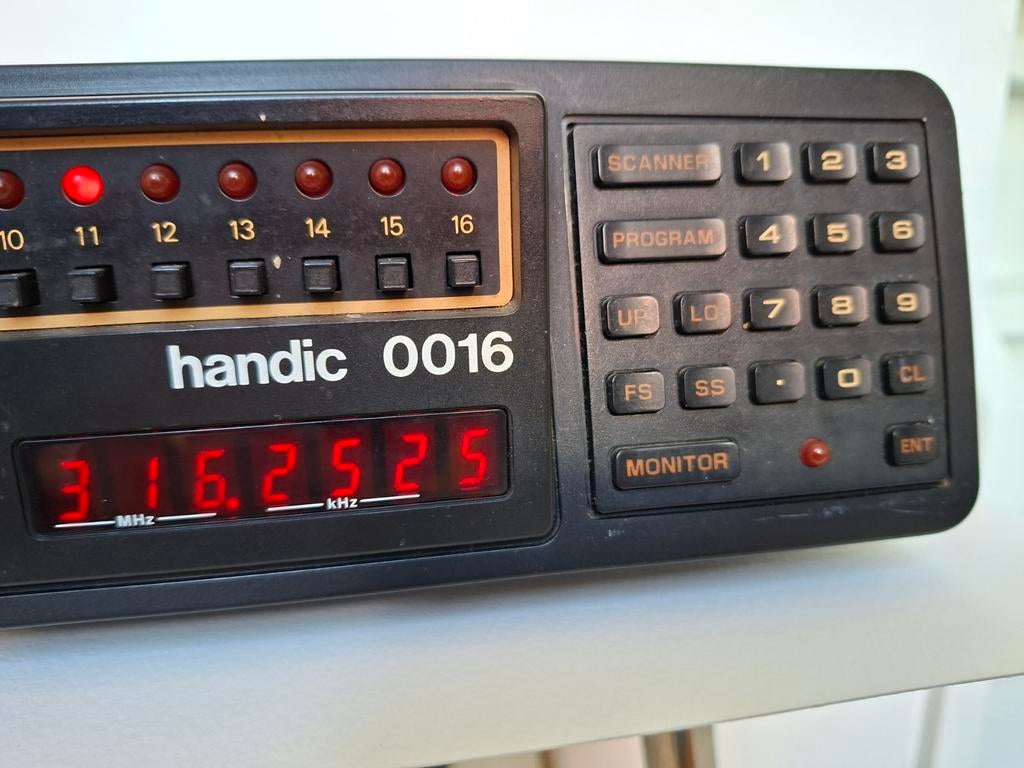 10 11 12 13 14 15 16
handic 0016
316.2525
MHz kHz
SCANNER 1 2 3
PROGRAM 4 5 6
UP LO 7 8 9
FS SS . 0 CL
MONITOR ENT